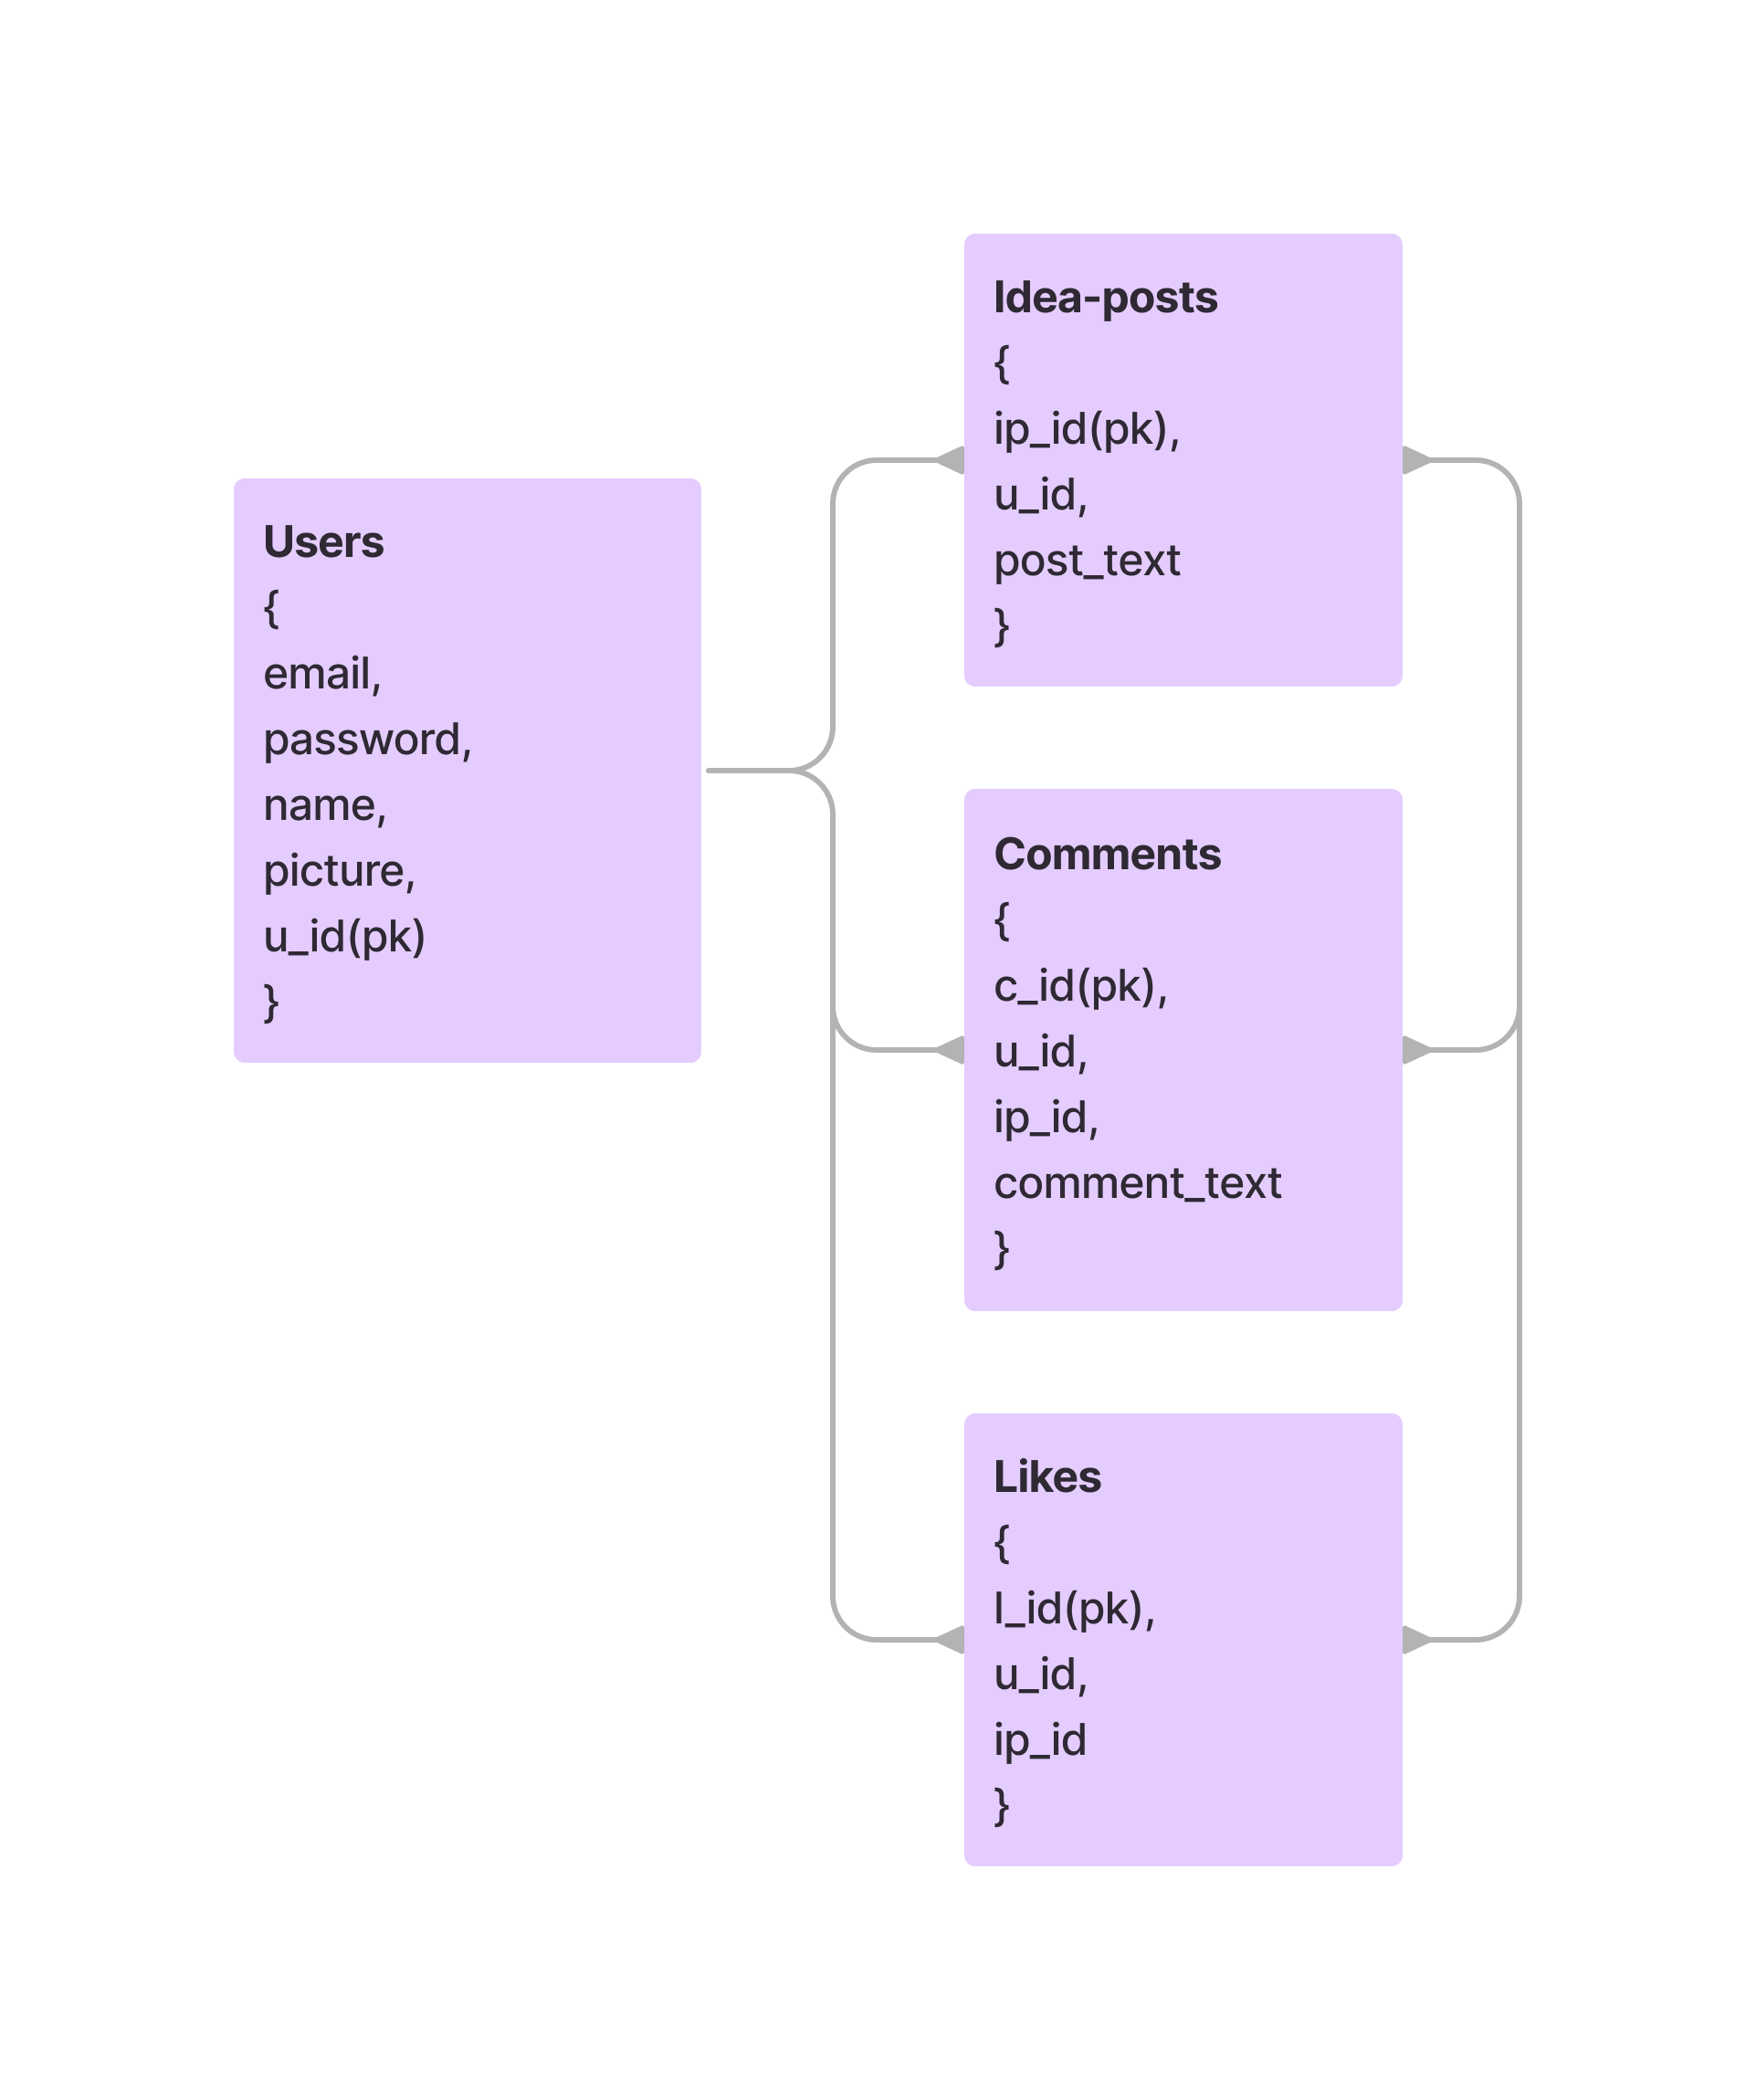 Users
{
email,
password,
name,
picture,
u_id(pk)
}
Idea-posts
{
ip_id(pk),
u_id,
post_text
}
Comments
{
c_id(pk),
u_id,
ip_id,
comment_text
}
Likes
{
l_id(pk),
u_id,
ip_id
}